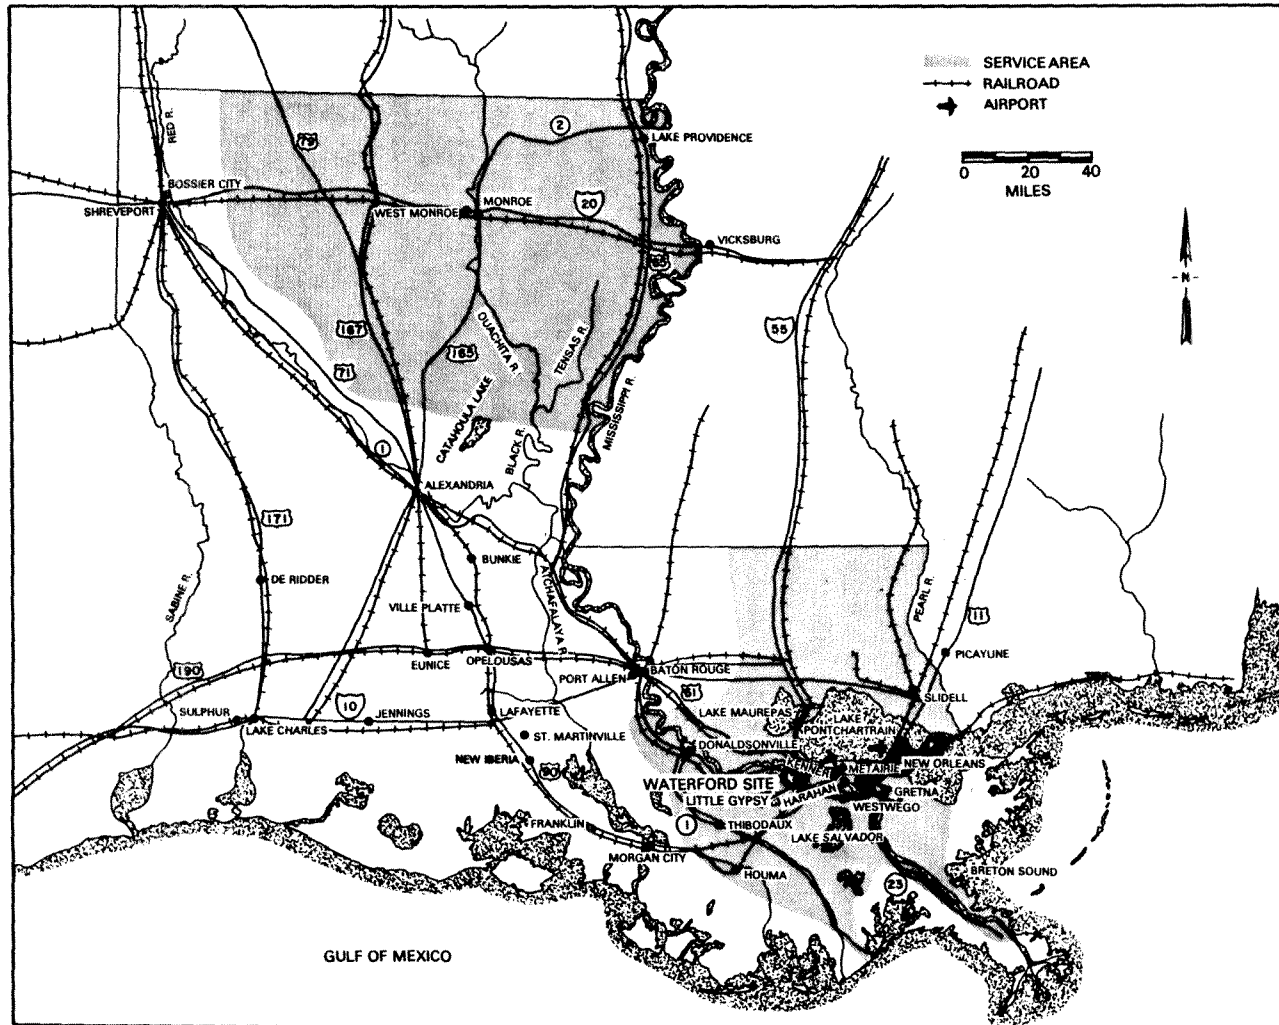 SERVICE AREA
RAILROAD
AIRPORT
0 20 40
MILES
N
RED R.
79
2
LAKE PROVIDENCE
BOSSIER CITY
SHREVEPORT
WEST MONROE
MONROE
20
VICKSBURG
65
167
165
71
55
OUACHITA R.
TENSAS R.
MISSISSIPPI R.
CATAHOULA LAKE
BLACK R.
1
ALEXANDRIA
171
BUNKIE
ATCHAFALAYA R.
DE RIDDER
SABINE R.
VILLE PLATTE
PEARL R.
11
190
EUNICE
OPELOUSAS
BATON ROUGE
PORT ALLEN
PICAYUNE
61
SLIDELL
SULPHUR
10
JENNINGS
LAFAYETTE
LAKE MAUREPAS
LAKE
PONTCHARTRAIN
LAKE CHARLES
ST. MARTINVILLE
DONALDSONVILLE
NEW IBERIA
90
KENNER
METAIRIE
NEW ORLEANS
WATERFORD SITE
LITTLE GYPSY
HARAHAN
GRETNA
WESTWEGO
FRANKLIN
1
THIBODAUX
LAKE SALVADOR
MORGAN CITY
HOUMA
BRETON SOUND
23
GULF OF MEXICO